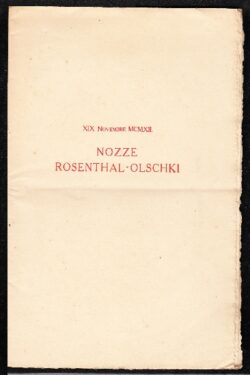 XIX Novembre MCMXII.
NOZZE
ROSENTHAL-OLSCHKI